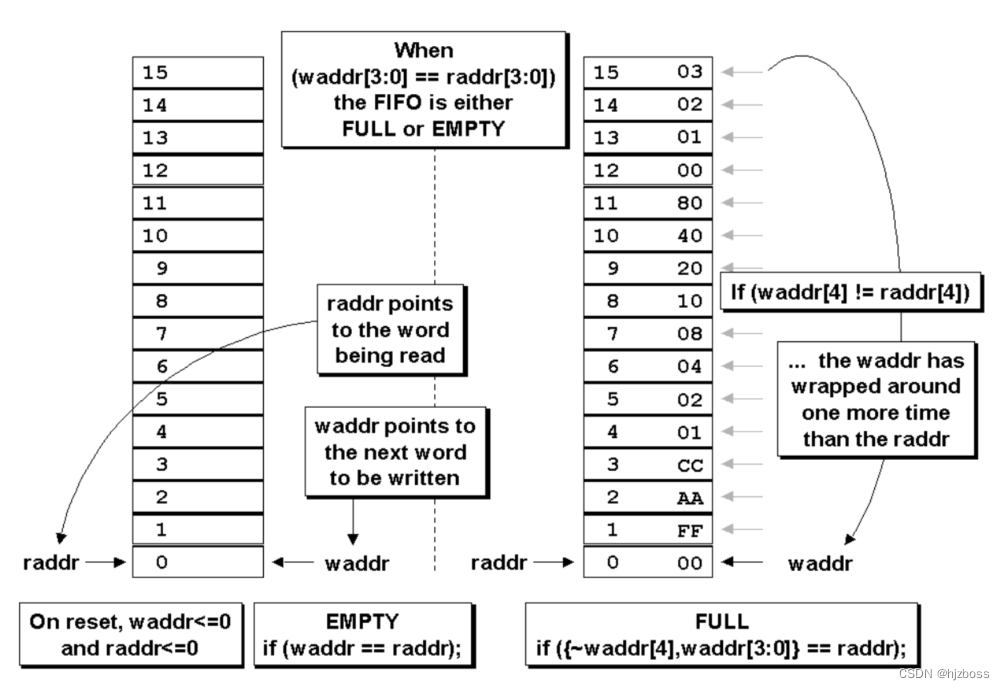 When
(waddr[3:0] == raddr[3:0])
the FIFO is either
FULL or EMPTY
15
14
13
12
11
10
9
8
7
6
5
4
3
2
1
0
raddr points
to the word
being read
waddr points to
the next word
to be written
raddr
waddr
On reset, waddr<=0
and raddr<=0
EMPTY
if (waddr == raddr);
15 03
14 02
13 01
12 00
11 80
10 40
9 20
8 10
7 08
6 04
5 02
4 01
3 CC
2 AA
1 FF
0 00
If (waddr[4] != raddr[4])
... the waddr has
wrapped around
one more time
than the raddr
raddr
waddr
FULL
if ({~waddr[4],waddr[3:0]} == raddr);
CSDN @hjzboss